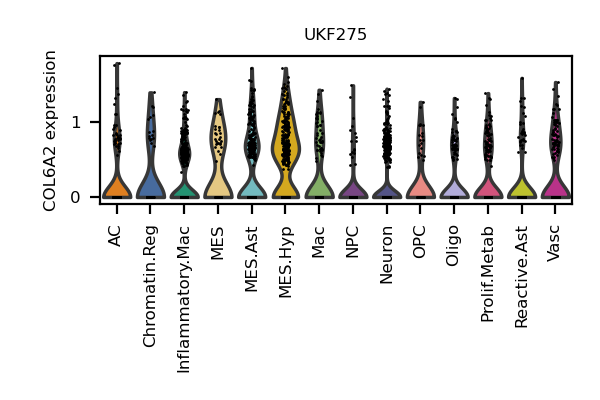 UKF275
COL6A2 expression
1
0
AC
Chromatin.Reg
Inflammatory.Mac
MES
MES.Ast
MES.Hyp
Mac
NPC
Neuron
OPC
Oligo
Prolif.Metab
Reactive.Ast
Vasc